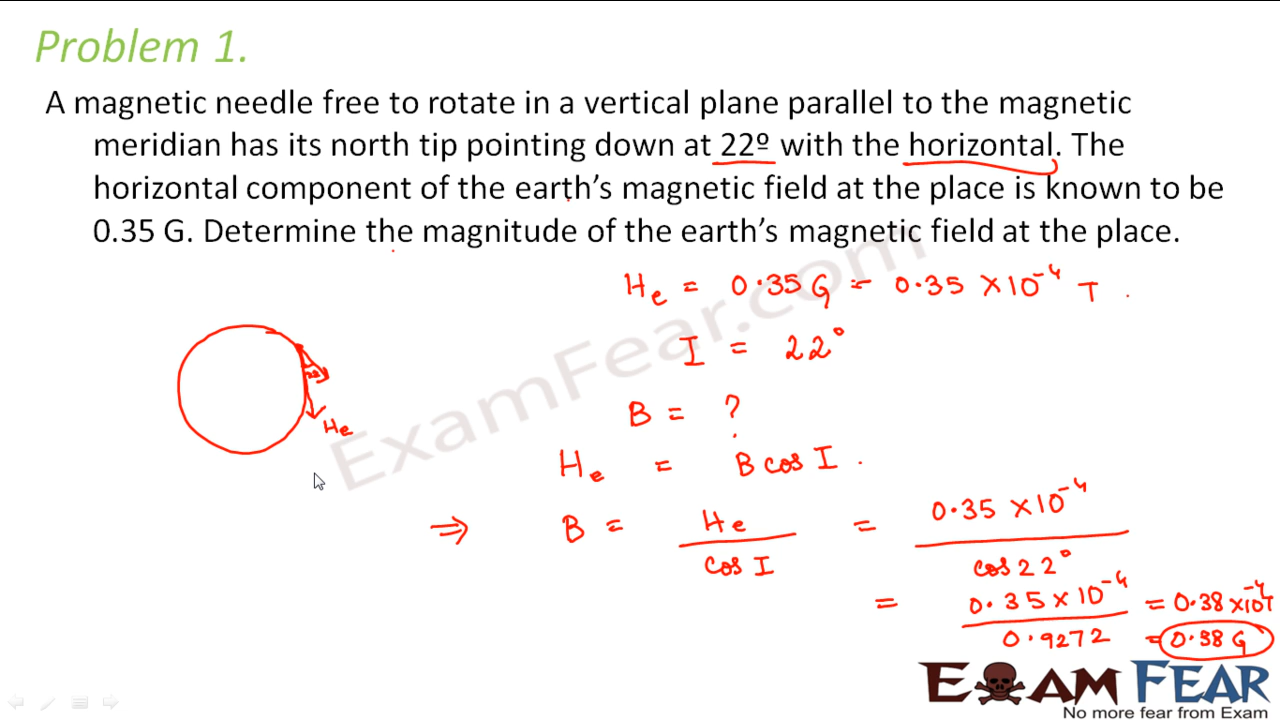 Problem 1.
A magnetic needle free to rotate in a vertical plane parallel to the magnetic
meridian has its north tip pointing down at 22º with the horizontal. The
horizontal component of the earth's magnetic field at the place is known to be
0.35 G. Determine the magnitude of the earth's magnetic field at the place.
He = 0.35 G = 0.35 × 10⁻⁴ T.
I = 22°
22
He
B = ?
He = B cos I.
⇒ B = He / cos I = 0.35 × 10⁻⁴ / cos 22°
= 0.35 × 10⁻⁴ / 0.9272 = 0.38 × 10⁻⁴ T
= 0.38 G
ExamFear.com
EXAM FEAR
No more fear from Exam